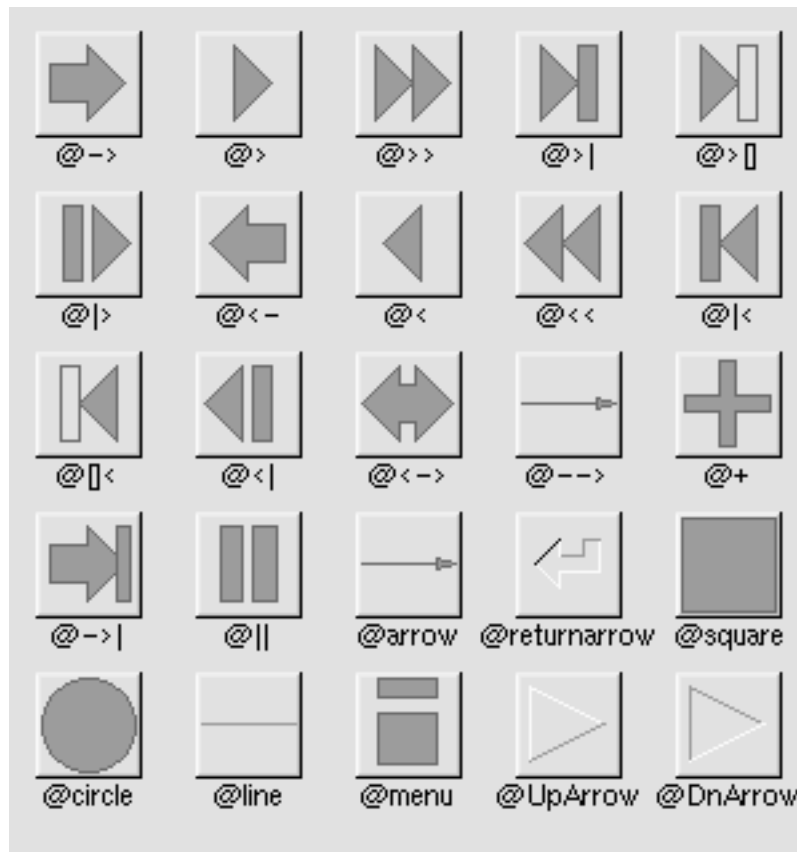 @-> @> @>> @>| @>[]
@|> @<- @< @<< @|<
@[]< @<| @<-> @--> @+
@->| @|| @arrow @returnarrow @square
@circle @line @menu @UpArrow @DnArrow